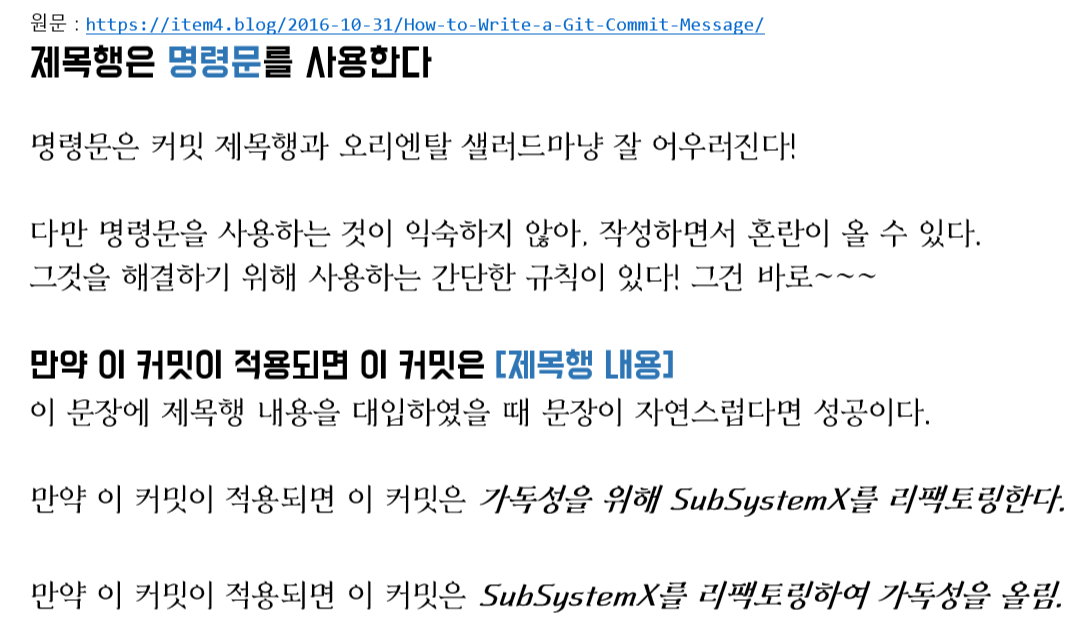 원문 : https://item4.blog/2016-10-31/How-to-Write-a-Git-Commit-Message/
제목행은 명령문를 사용한다
명령문은 커밋 제목행과 오리엔탈 샐러드마냥 잘 어우러진다!
다만 명령문을 사용하는 것이 익숙하지 않아, 작성하면서 혼란이 올 수 있다.
그것을 해결하기 위해 사용하는 간단한 규칙이 있다! 그건 바로~~~
만약 이 커밋이 적용되면 이 커밋은 [제목행 내용]
이 문장에 제목행 내용을 대입하였을 때 문장이 자연스럽다면 성공이다.
만약 이 커밋이 적용되면 이 커밋은 가독성을 위해 SubSystemX를 리팩토링한다.
만약 이 커밋이 적용되면 이 커밋은 SubSystemX를 리팩토링하여 가독성을 올림.